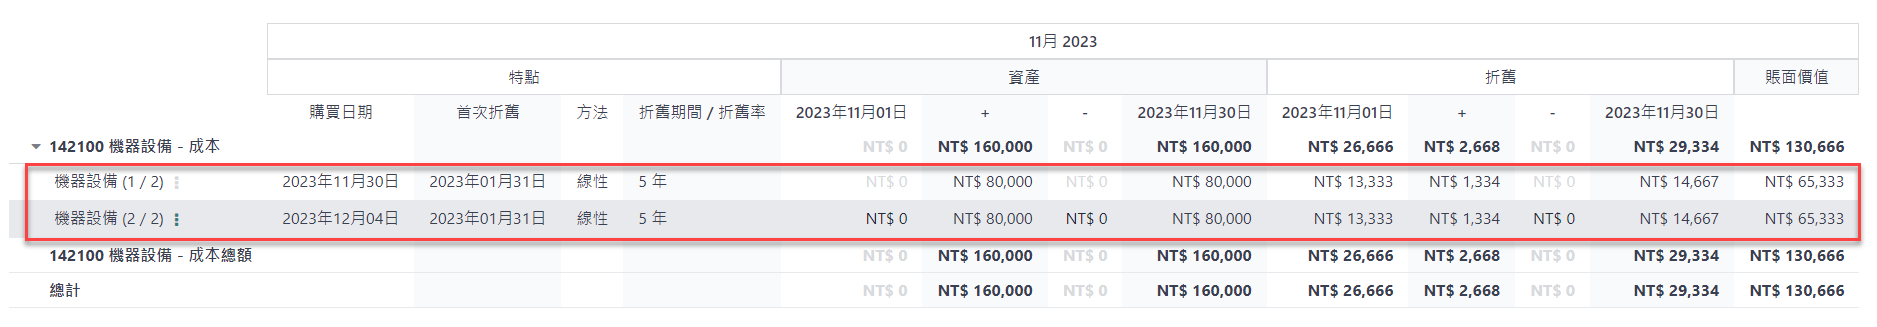 11月 2023
特點 資產 折舊 賬面價值
購買日期 首次折舊 方法 折舊期間 / 折舊率 2023年11月01日 + - 2023年11月30日 2023年11月01日 + - 2023年11月30日
142100 機器設備 - 成本 NT$ 0 NT$ 160,000 NT$ 0 NT$ 160,000 NT$ 26,666 NT$ 2,668 NT$ 0 NT$ 29,334 NT$ 130,666
機器設備 (1 / 2) 2023年11月30日 2023年01月31日 線性 5 年 NT$ 0 NT$ 80,000 NT$ 0 NT$ 80,000 NT$ 13,333 NT$ 1,334 NT$ 0 NT$ 14,667 NT$ 65,333
機器設備 (2 / 2) 2023年12月04日 2023年01月31日 線性 5 年 NT$ 0 NT$ 80,000 NT$ 0 NT$ 80,000 NT$ 13,333 NT$ 1,334 NT$ 0 NT$ 14,667 NT$ 65,333
142100 機器設備 - 成本總額 NT$ 0 NT$ 160,000 NT$ 0 NT$ 160,000 NT$ 26,666 NT$ 2,668 NT$ 0 NT$ 29,334 NT$ 130,666
總計 NT$ 0 NT$ 160,000 NT$ 0 NT$ 160,000 NT$ 26,666 NT$ 2,668 NT$ 0 NT$ 29,334 NT$ 130,666